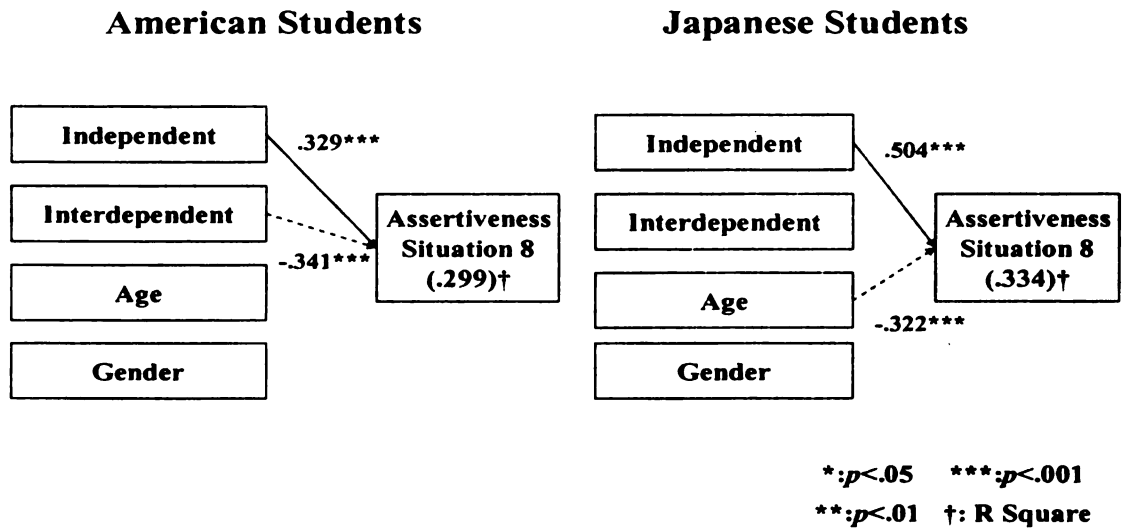 American Students
Independent
.329***
Interdependent
-.341***
Age
Gender
Assertiveness
Situation 8
(.299)†
Japanese Students
Independent
.504***
Interdependent
Age
-.322***
Gender
Assertiveness
Situation 8
(.334)†
*:p<.05 ***:p<.001
**:p<.01 †: R Square